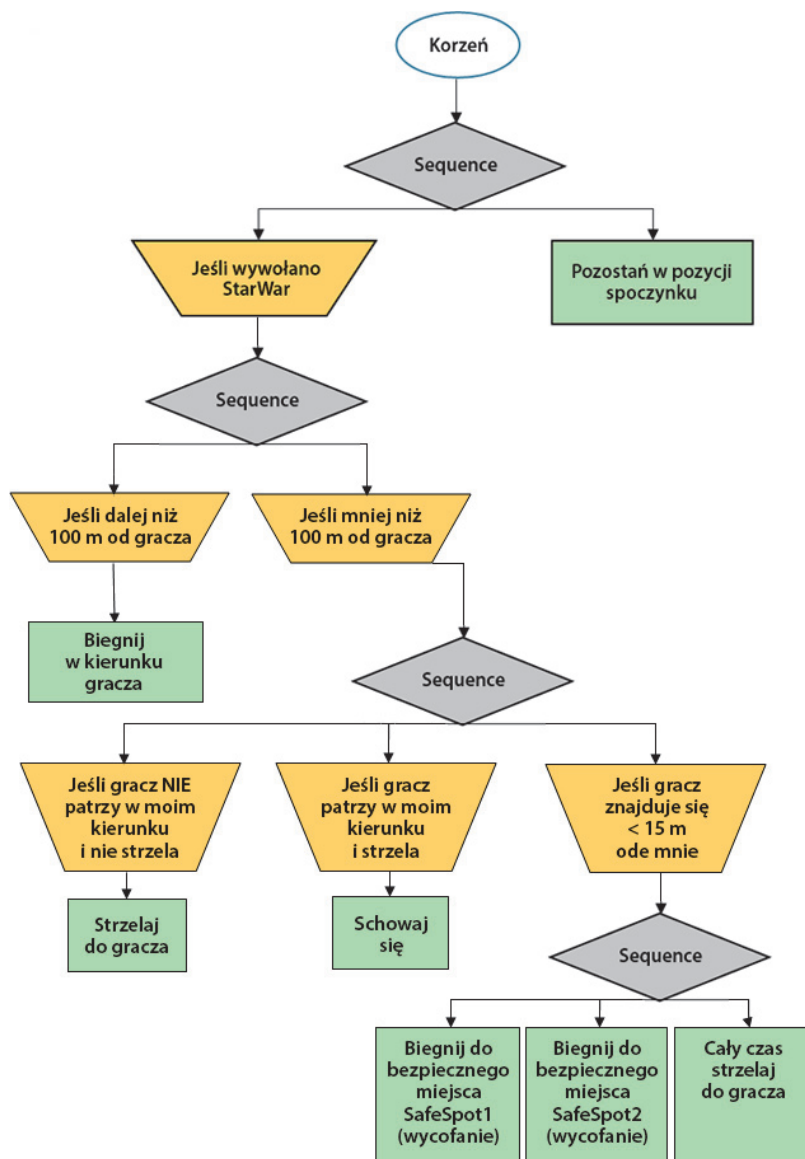 Korzeń
Sequence
Jeśli wywołano
StarWar
Pozostań w pozycji
spoczynku
Sequence
Jeśli dalej niż
100 m od gracza
Jeśli mniej niż
100 m od gracza
Biegnij
w kierunku
gracza
Sequence
Jeśli gracz NIE
patrzy w moim
kierunku
i nie strzela
Jeśli gracz
patrzy w moim
kierunku
i strzela
Jeśli gracz
znajduje się
< 15 m
ode mnie
Strzelaj
do gracza
Schowaj
się
Sequence
Biegnij do
bezpiecznego
miejsca
SafeSpot1
(wycofanie)
Biegnij do
bezpiecznego
miejsca
SafeSpot2
(wycofanie)
Cały czas
strzelaj
do gracza